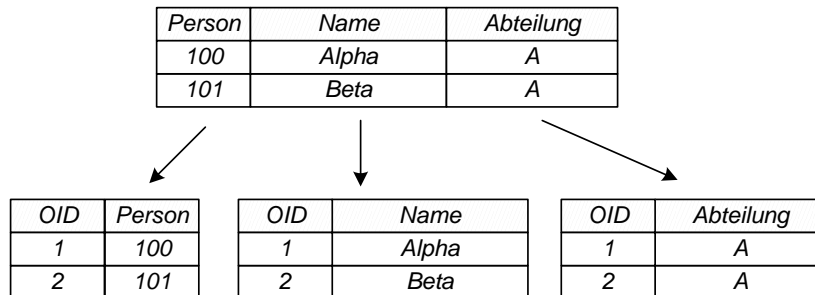 Person Name Abteilung
100 Alpha A
101 Beta A
OID Person OID Name OID Abteilung
1 100 1 Alpha 1 A
2 101 2 Beta 2 A